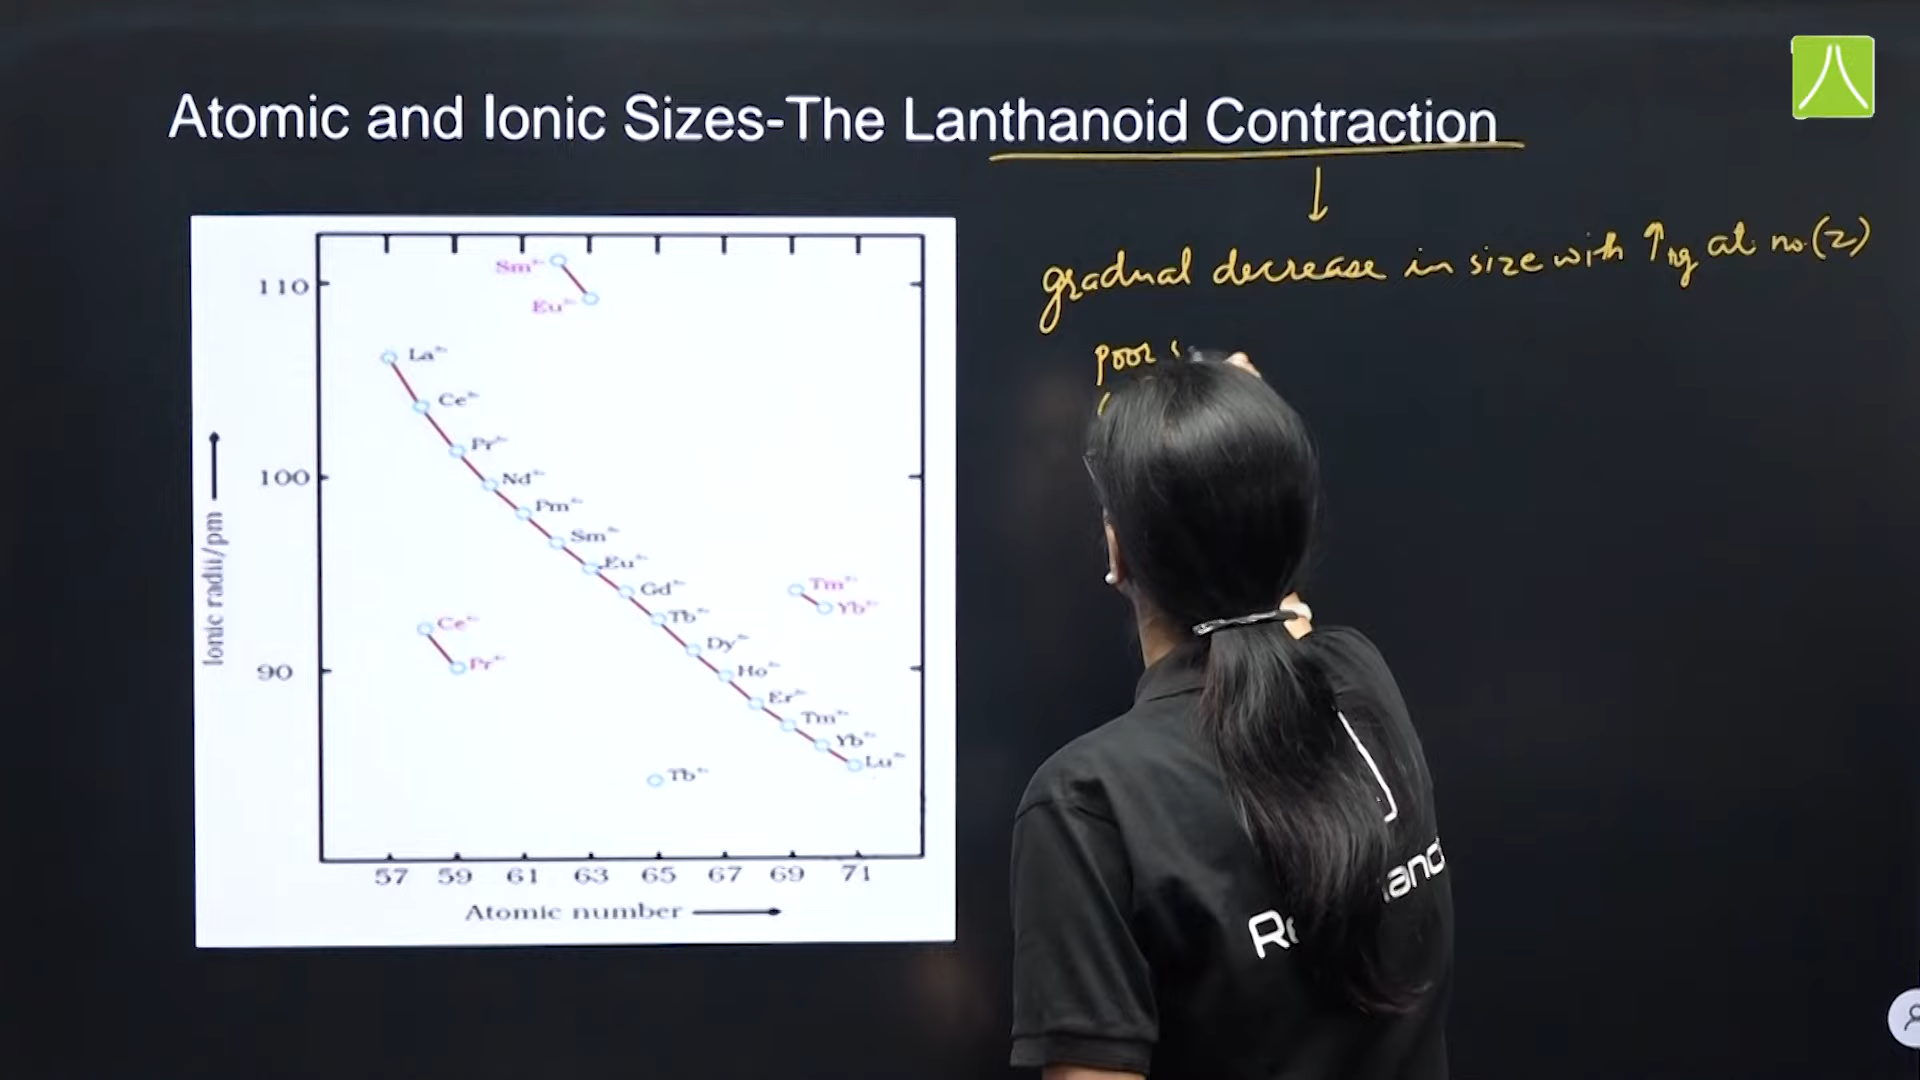 Atomic and Ionic Sizes-The Lanthanoid Contraction
gradual decrease in size with ↑ng at no.(z)
poor
110
100
90
Ionic radii/pm
Sm
Eu
La
Ce
Pr
Nd
Pm
Sm
Eu
Gd
Tb
Dy
Ho
Er
Tm
Yb
Lu
Tm
Yb
Ce
Pr
Tb
57 59 61 63 65 67 69 71
Atomic number